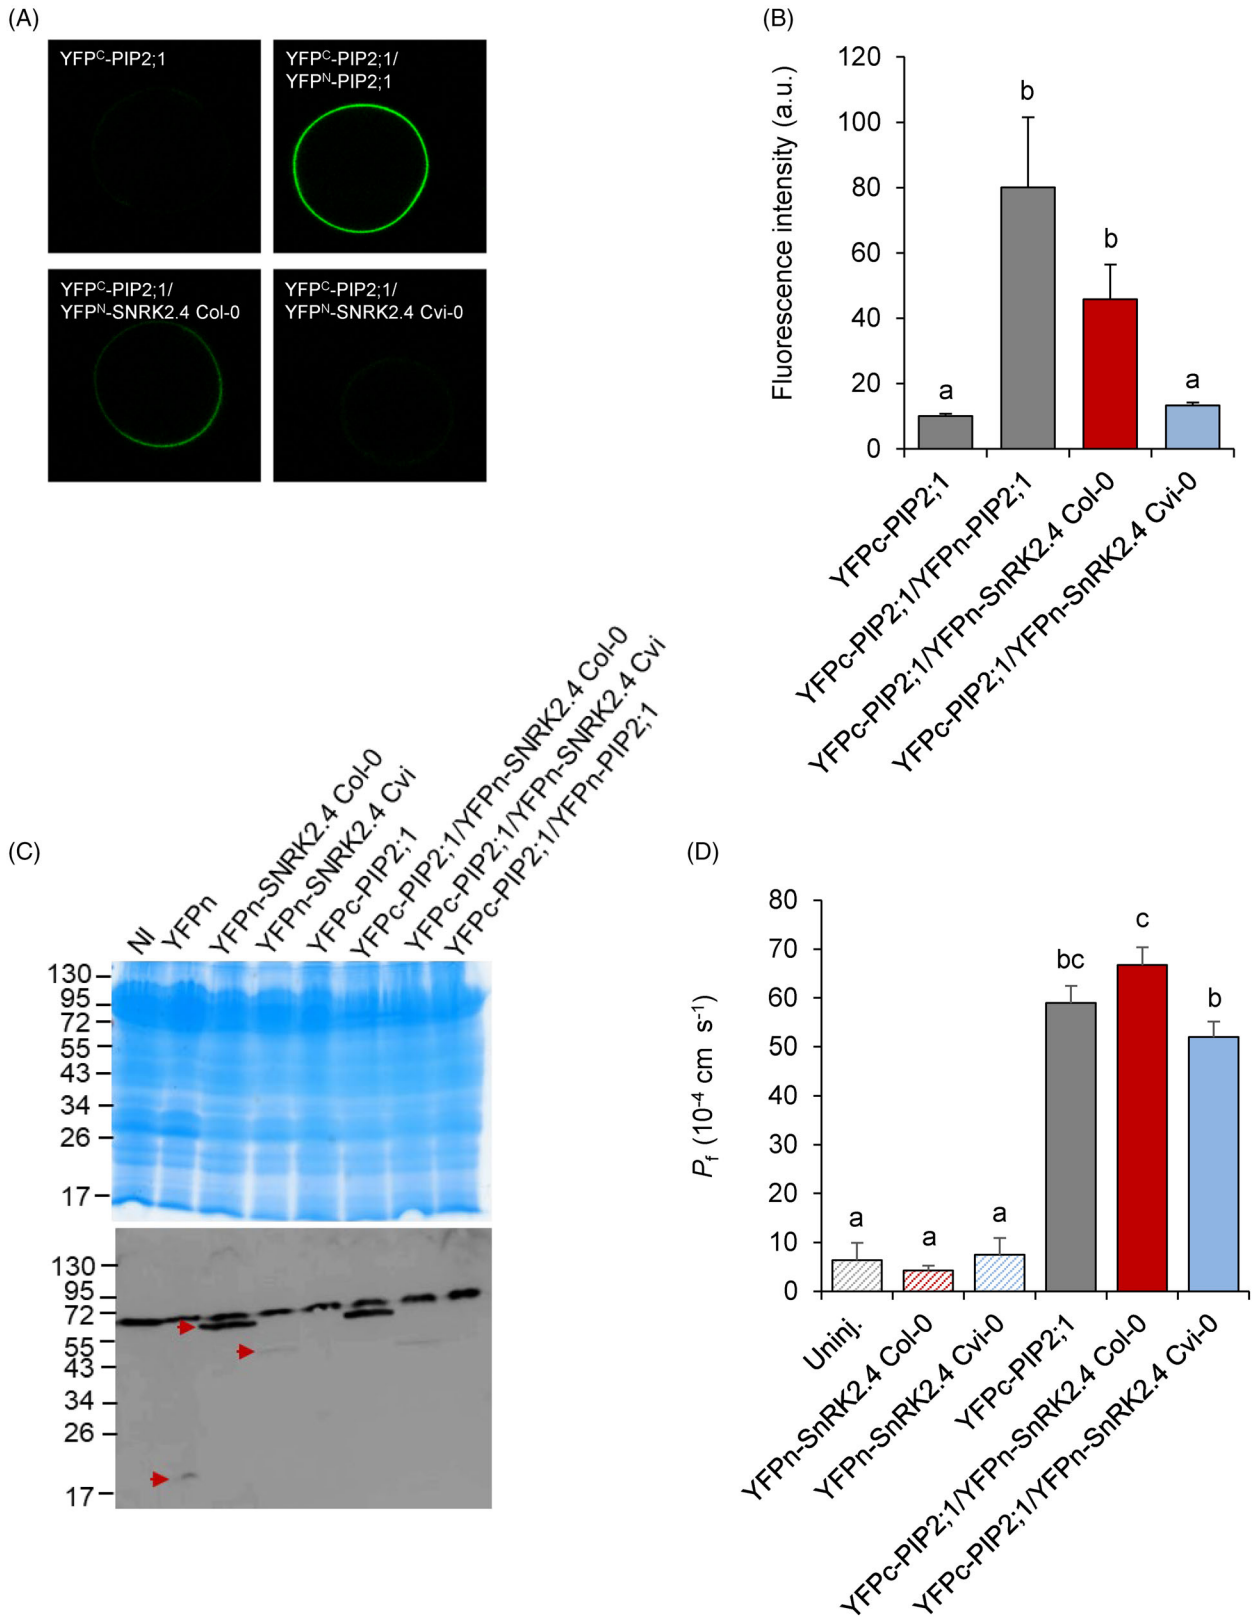 (A)
YFPC-PIP2;1
YFPC-PIP2;1/
YFPN-PIP2;1
YFPC-PIP2;1/
YFPN-SNRK2.4 Col-0
YFPC-PIP2;1/
YFPN-SNRK2.4 Cvi-0
(B)
Fluorescence intensity (a.u.)
120
100
80
60
40
20
0
a
b
b
a
YFPc-PIP2;1
YFPc-PIP2;1/YFPn-PIP2;1
YFPc-PIP2;1/YFPn-SnRK2.4 Col-0
YFPc-PIP2;1/YFPn-SnRK2.4 Cvi-0
(C)
NI
YFPn
YFPn-SNRK2.4 Col-0
YFPn-SNRK2.4 Cvi
YFPc-PIP2;1
YFPc-PIP2;1/YFPn-SNRK2.4 Col-0
YFPc-PIP2;1/YFPn-SNRK2.4 Cvi
YFPc-PIP2;1/YFPn-PIP2;1
130
95
72
55
43
34
26
17
130
95
72
55
43
34
26
17
(D)
Pf (10-4 cm s-1)
80
70
60
50
40
30
20
10
0
a
a
a
bc
c
b
Uninj.
YFPn-SnRK2.4 Col-0
YFPn-SnRK2.4 Cvi-0
YFPc-PIP2;1
YFPc-PIP2;1/YFPn-SnRK2.4 Col-0
YFPc-PIP2;1/YFPn-SnRK2.4 Cvi-0